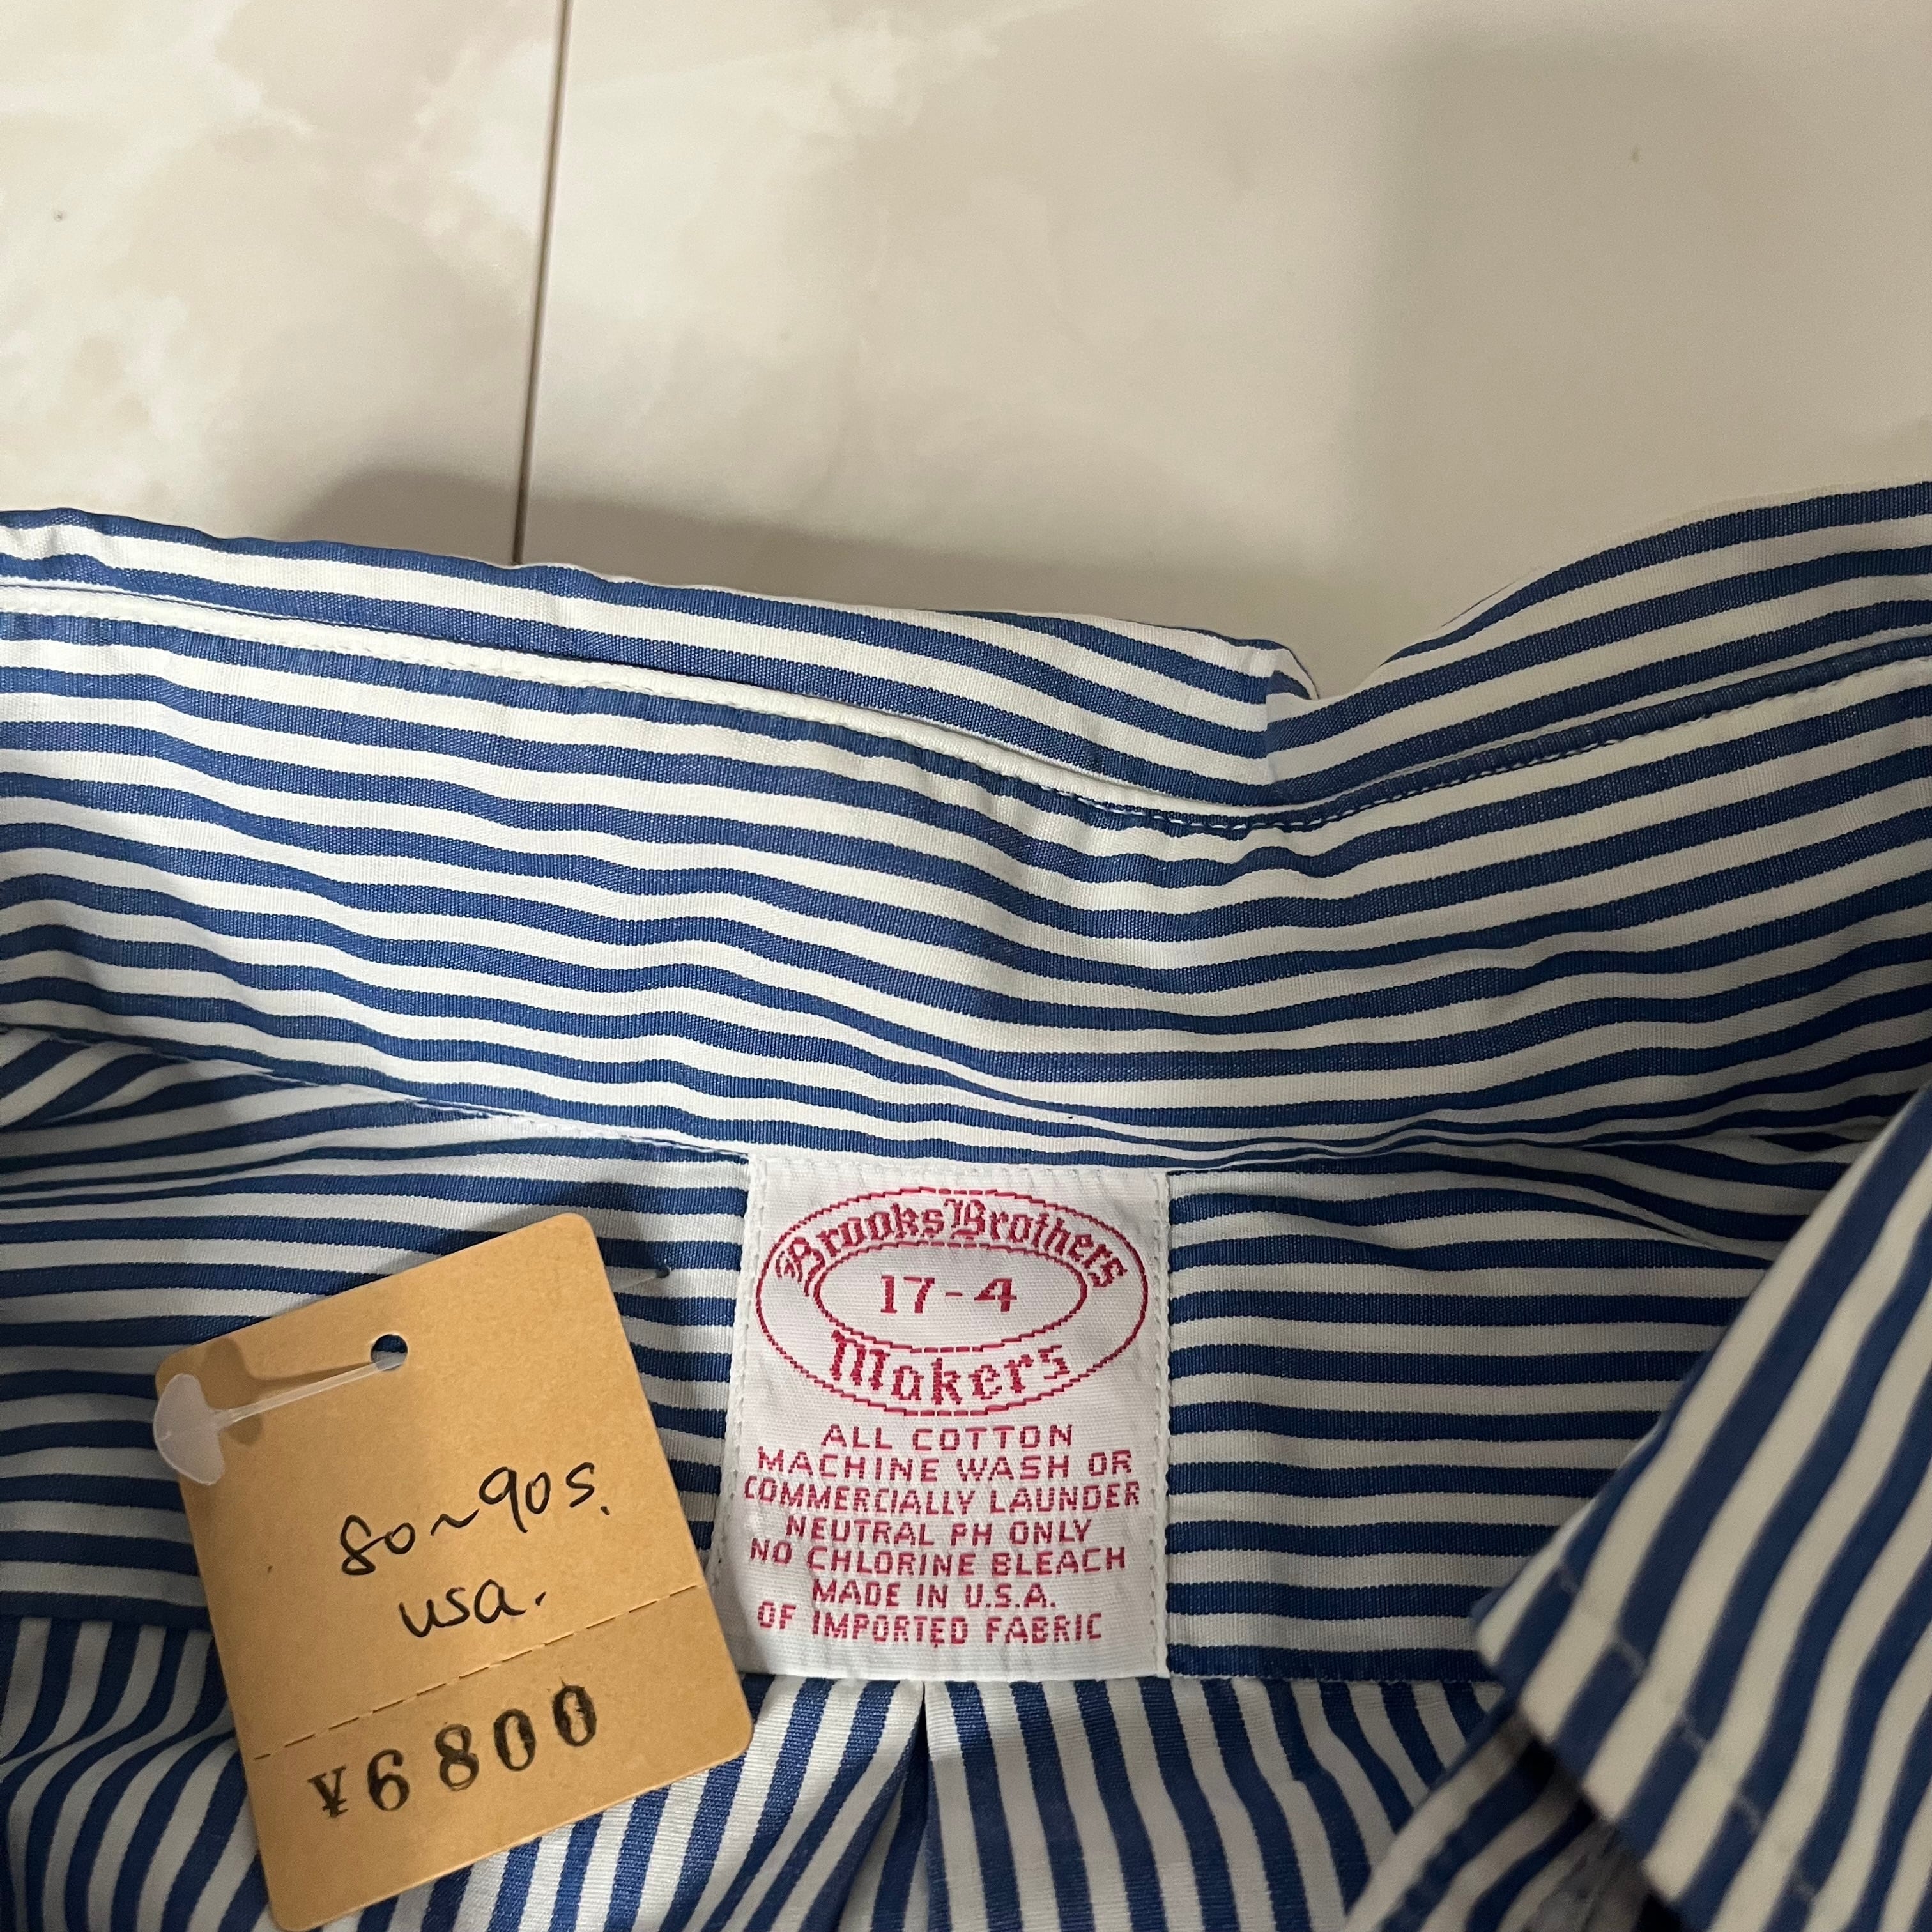 Brooks Brothers
17-4
Makers
ALL COTTON
MACHINE WASH OR
COMMERCIALLY LAUNDER
NEUTRAL PH ONLY
NO CHLORINE BLEACH
MADE IN U.S.A.
OF IMPORTED FABRIC
80~90s.
usa.
¥6800